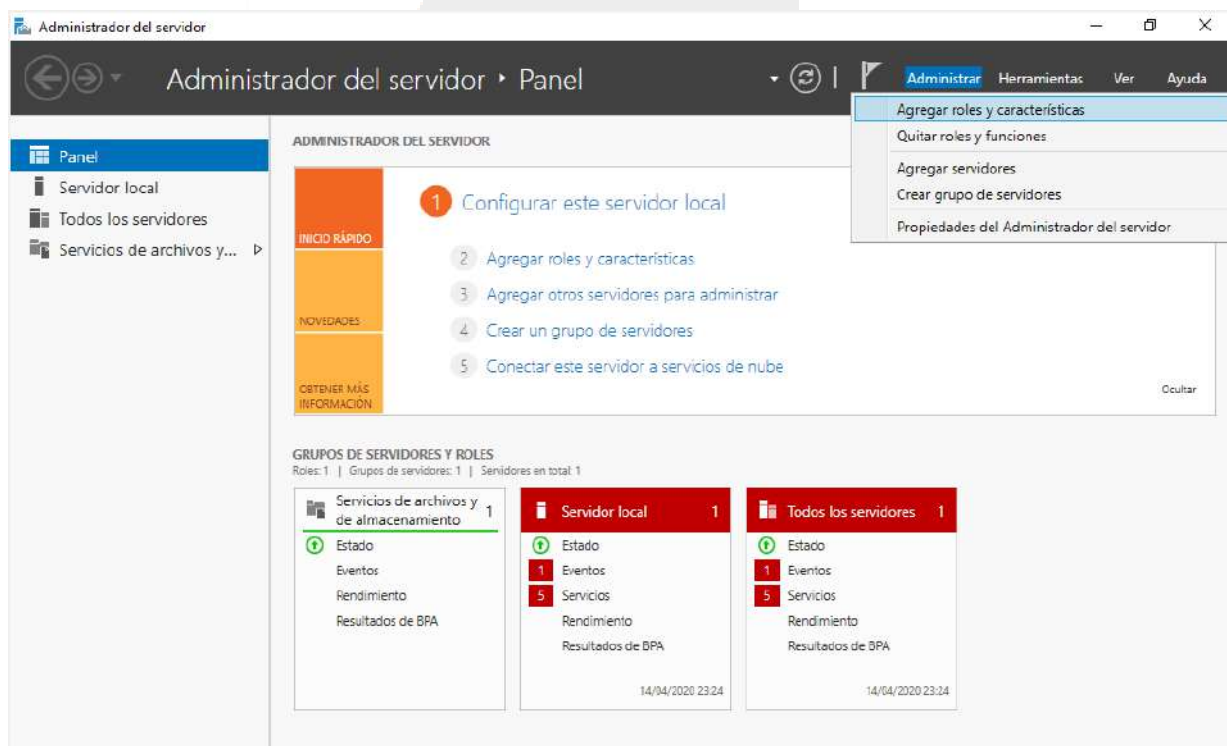 Administrador del servidor
Administrador del servidor ‣ Panel
Administrar Herramientas Ver Ayuda
Agregar roles y características
Quitar roles y funciones
Agregar servidores
Crear grupo de servidores
Propiedades del Administrador del servidor
Panel
Servidor local
Todos los servidores
Servicios de archivos y...
ADMINISTRADOR DEL SERVIDOR
INICIO RÁPIDO
NOVEDADES
OBTENER MÁS
INFORMACIÓN
1 Configurar este servidor local
2 Agregar roles y características
3 Agregar otros servidores para administrar
4 Crear un grupo de servidores
5 Conectar este servidor a servicios de nube
Ocultar
GRUPOS DE SERVIDORES Y ROLES
Roles: 1 | Grupos de servidores: 1 | Servidores en total: 1
Servicios de archivos y
de almacenamiento 1
Estado
Eventos
Rendimiento
Resultados de BPA
Servidor local 1
Estado
1 Eventos
5 Servicios
Rendimiento
Resultados de BPA
14/04/2020 23:24
Todos los servidores 1
Estado
1 Eventos
5 Servicios
Rendimiento
Resultados de BPA
14/04/2020 23:24